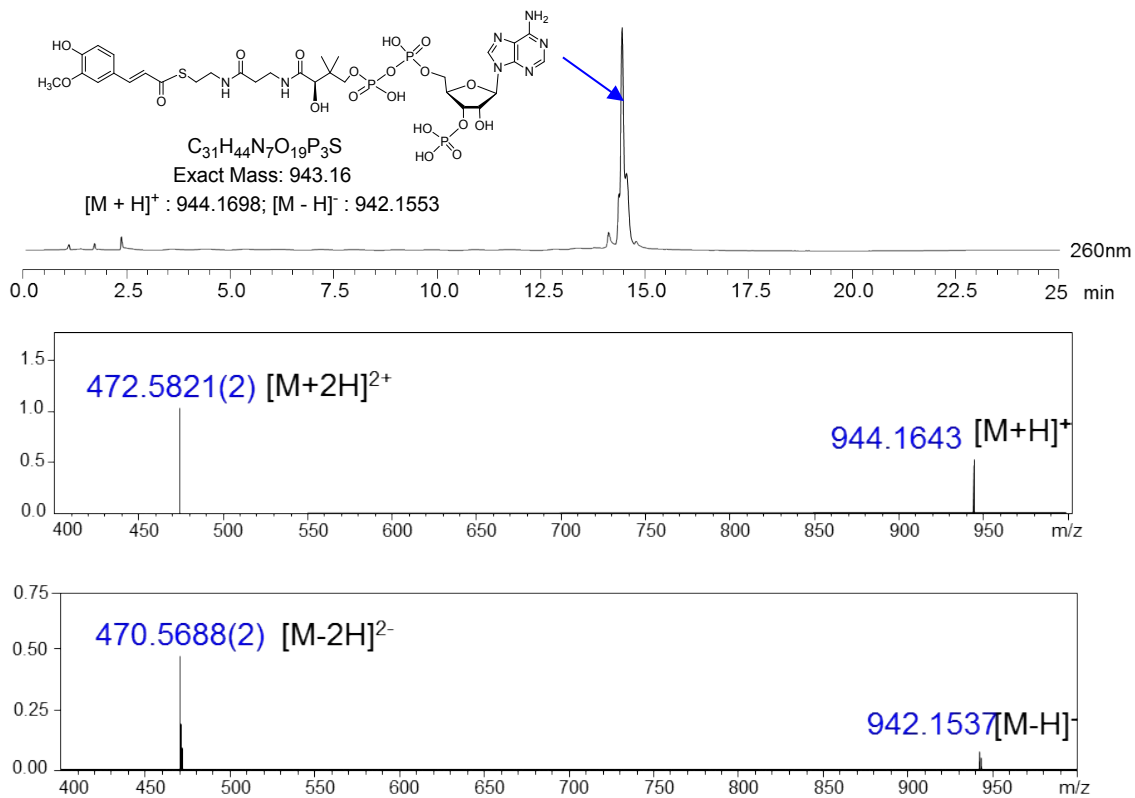 NH₂
HO
O
HO
O
N
N
HO
O
O
P
P
O
N
N
H₃CO
S
N
H
N
H
O
P
O
O
O
OH
OH
HO
O
OH
P
HO
O
C₃₁H₄₄N₇O₁₉P₃S
Exact Mass: 943.16
[M + H]⁺ : 944.1698; [M - H]⁻ : 942.1553
260nm
0.0 2.5 5.0 7.5 10.0 12.5 15.0 17.5 20.0 22.5 25 min
1.5
472.5821(2) [M+2H]²⁺
1.0
944.1643 [M+H]⁺
0.5
0.0
400 450 500 550 600 650 700 750 800 850 900 950 m/z
0.75
470.5688(2) [M-2H]²⁻
0.50
0.25
942.1537 [M-H]⁻
0.00
400 450 500 550 600 650 700 750 800 850 900 950 m/z